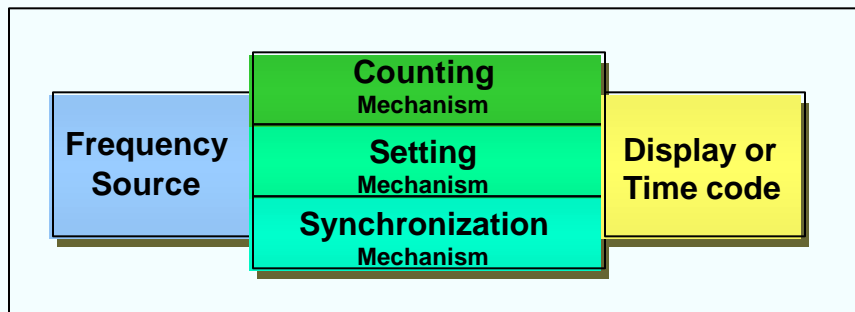 Frequency
Source
Counting
Mechanism
Setting
Mechanism
Synchronization
Mechanism
Display or
Time code